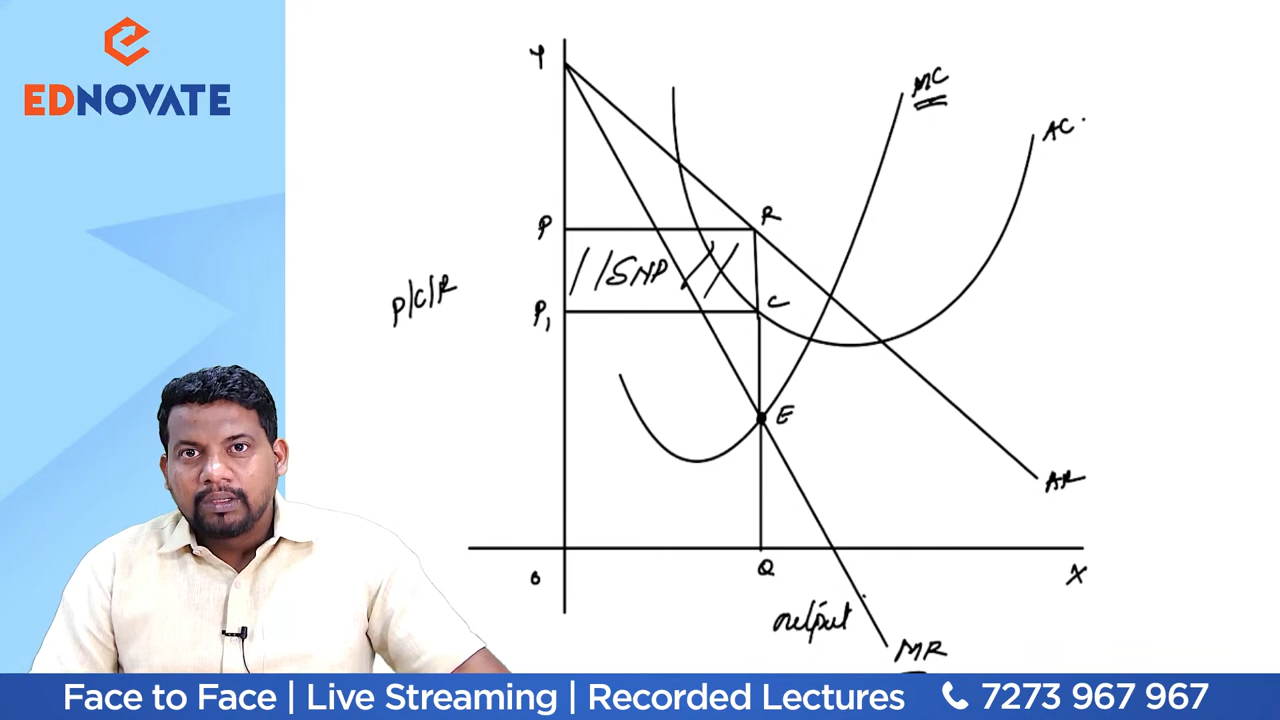 EDNOVATE
Y
MC
AC
P
R
SNP
P/C/R
P1
C
E
AR
O
Q
X
output
MR
Face to Face | Live Streaming | Recorded Lectures 7273 967 967